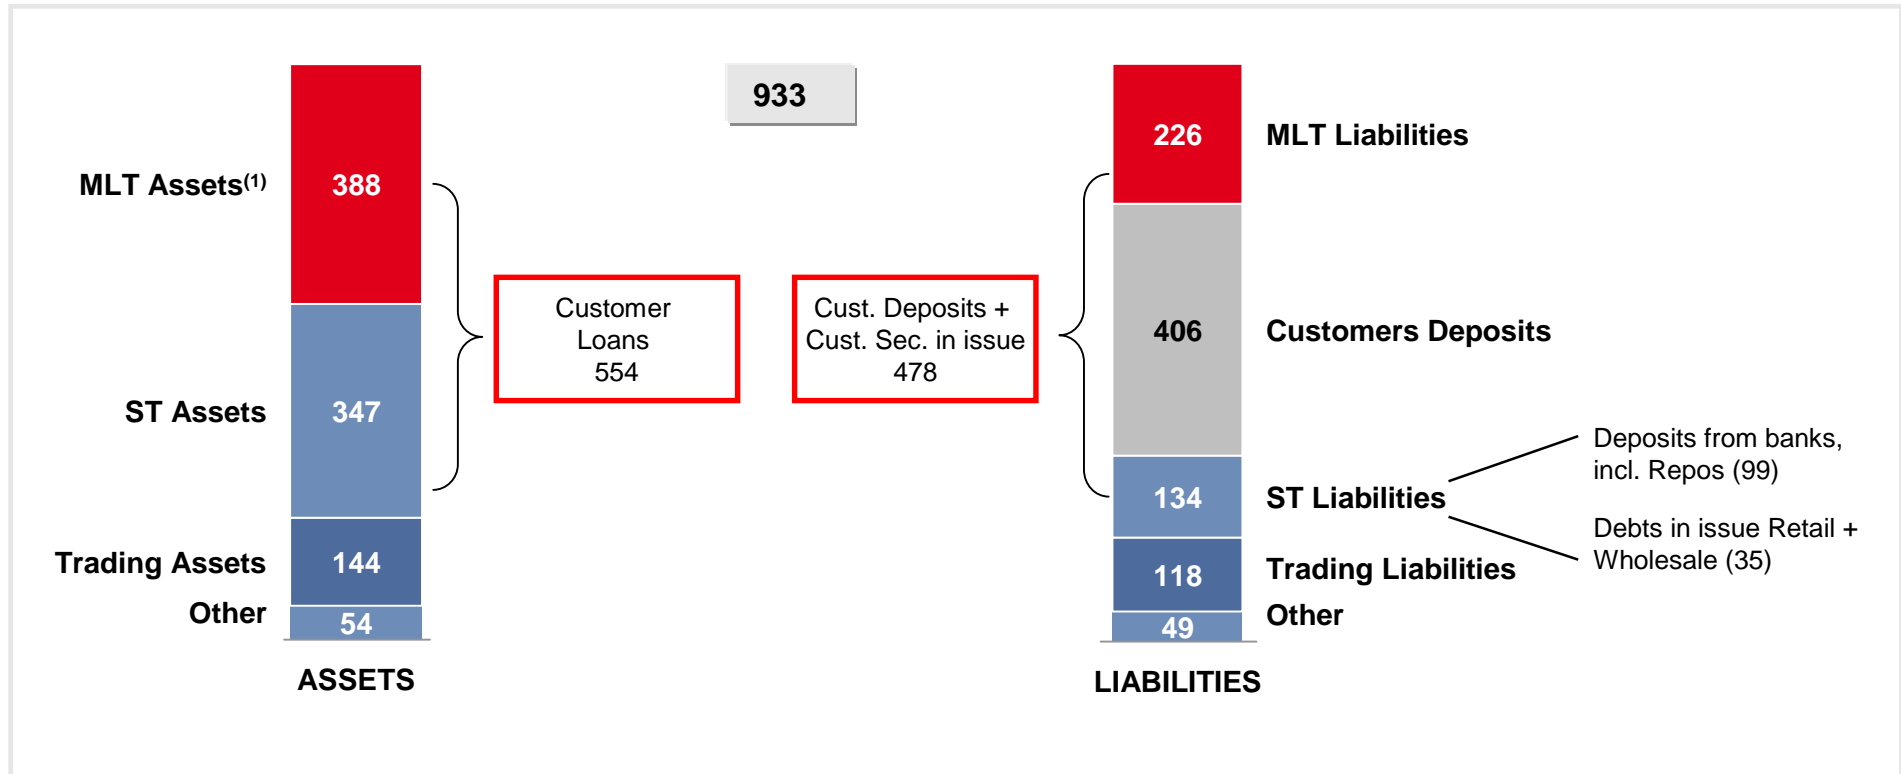 933
MLT Assets(1)
388
ST Assets
347
Trading Assets
144
Other
54
ASSETS
Customer
Loans
554
Cust. Deposits +
Cust. Sec. in issue
478
226
MLT Liabilities
406
Customers Deposits
134
ST Liabilities
Deposits from banks,
incl. Repos (99)
Debts in issue Retail +
Wholesale (35)
118
Trading Liabilities
49
Other
LIABILITIES